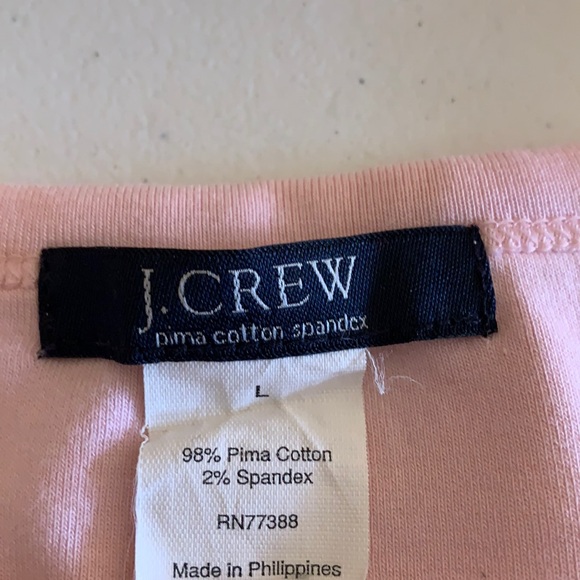 J.CREW
pima cotton spandex
L
98% Pima Cotton
2% Spandex
RN77388
Made in Philippines